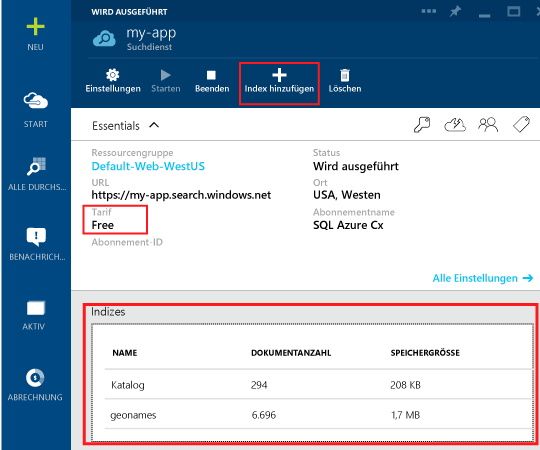 WIRD AUSGEFÜHRT
my-app
Suchdienst
NEU
START
ALLE DURCHS...
BENACHRICH...
AKTIV
ABRECHNUNG
Einstellungen Starten Beenden Index hinzufügen Löschen
Essentials
Ressourcengruppe
Default-Web-WestUS
URL
https://my-app.search.windows.net
Tarif
Free
Abonnement-ID
Status
Wird ausgeführt
Ort
USA, Westen
Abonnementname
SQL Azure Cx
Alle Einstellungen →
Indizes
NAME DOKUMENTANZAHL SPEICHERGRÖSSE
Katalog 294 208 KB
geonames 6.696 1,7 MB